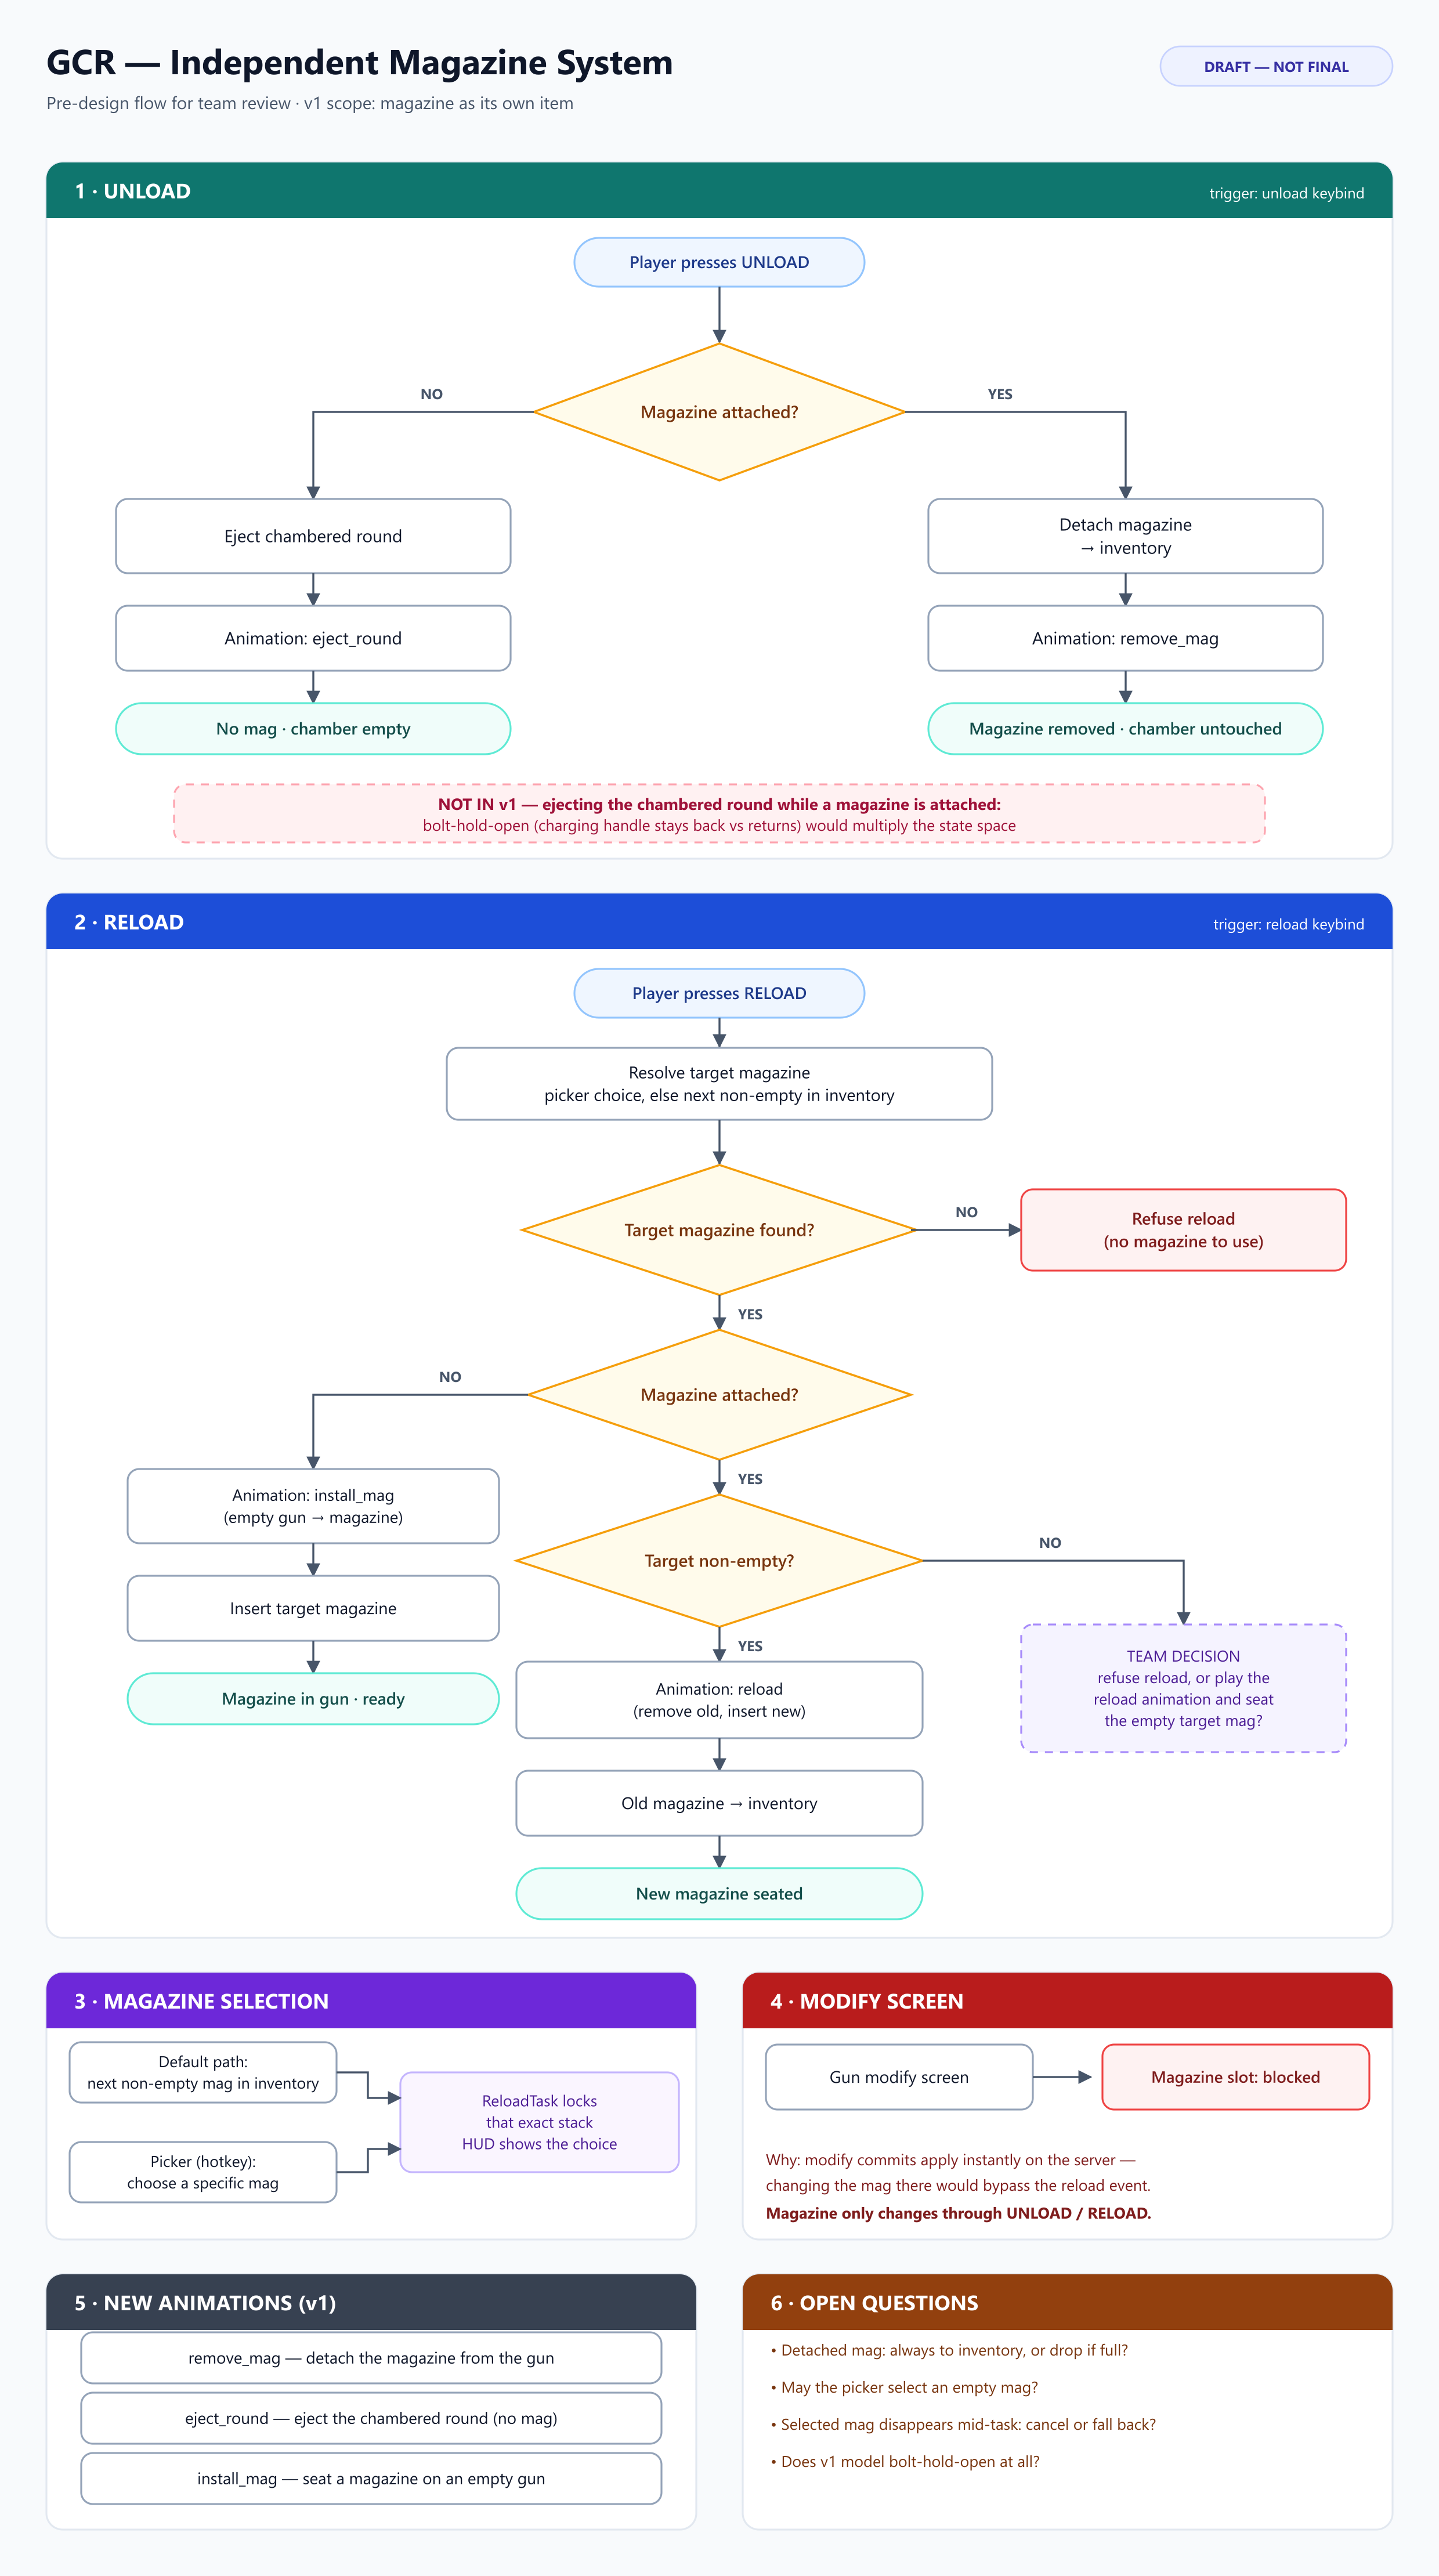 GCR — Independent Magazine System
DRAFT — NOT FINAL
Pre-design flow for team review · v1 scope: magazine as its own item
1 · UNLOAD
trigger: unload keybind
Player presses UNLOAD
Magazine attached?
NO
YES
Eject chambered round
Detach magazine
→ inventory
Animation: eject_round
Animation: remove_mag
No mag · chamber empty
Magazine removed · chamber untouched
NOT IN v1 — ejecting the chambered round while a magazine is attached:
bolt-hold-open (charging handle stays back vs returns) would multiply the state space
2 · RELOAD
trigger: reload keybind
Player presses RELOAD
Resolve target magazine
picker choice, else next non-empty in inventory
Target magazine found?
NO
Refuse reload
(no magazine to use)
YES
Magazine attached?
NO
YES
Animation: install_mag
(empty gun → magazine)
Insert target magazine
Magazine in gun · ready
Target non-empty?
NO
YES
TEAM DECISION
refuse reload, or play the
reload animation and seat
the empty target mag?
Animation: reload
(remove old, insert new)
Old magazine → inventory
New magazine seated
3 · MAGAZINE SELECTION
Default path:
next non-empty mag in inventory
Picker (hotkey):
choose a specific mag
ReloadTask locks
that exact stack
HUD shows the choice
4 · MODIFY SCREEN
Gun modify screen
Magazine slot: blocked
Why: modify commits apply instantly on the server —
changing the mag there would bypass the reload event.
Magazine only changes through UNLOAD / RELOAD.
5 · NEW ANIMATIONS (v1)
remove_mag — detach the magazine from the gun
eject_round — eject the chambered round (no mag)
install_mag — seat a magazine on an empty gun
6 · OPEN QUESTIONS
• Detached mag: always to inventory, or drop if full?
• May the picker select an empty mag?
• Selected mag disappears mid-task: cancel or fall back?
• Does v1 model bolt-hold-open at all?